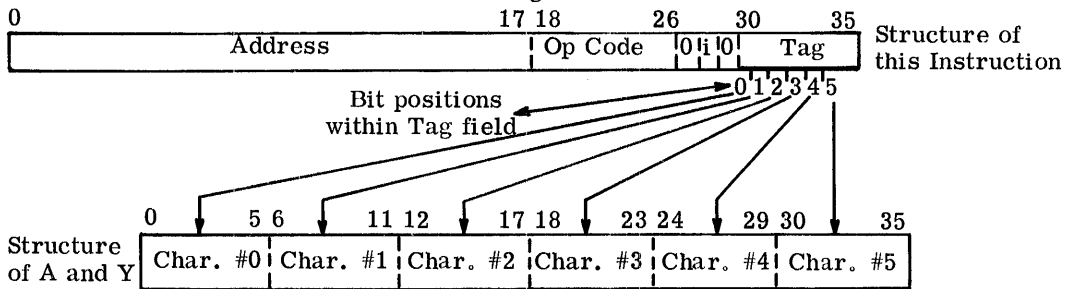 0 17 18 26 30 35
Address Op Code 0 i 0 Tag
Structure of
this Instruction
0 1 2 3 4 5
Bit positions
within Tag field
0 5 6 11 12 17 18 23 24 29 30 35
Structure
of A and Y
Char. #0 Char. #1 Char. #2 Char. #3 Char. #4 Char. #5